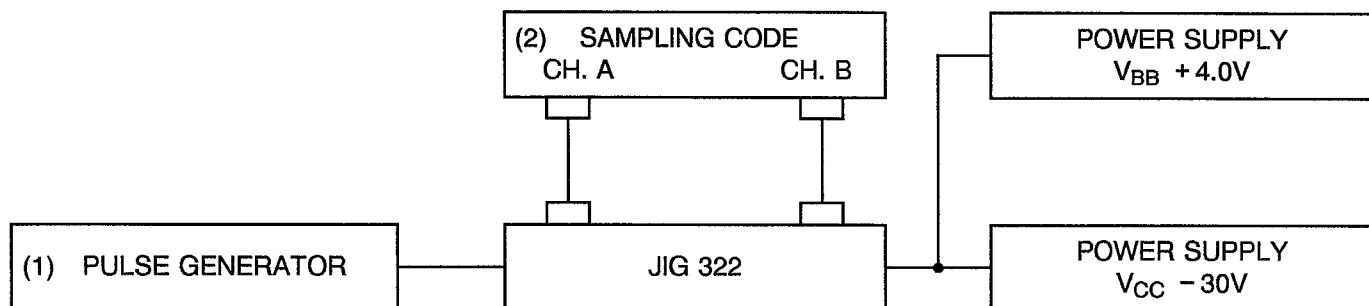 (2) SAMPLING CODE
CH. A CH. B
POWER SUPPLY
VBB +4.0V
(1) PULSE GENERATOR
JIG 322
POWER SUPPLY
VCC −30V